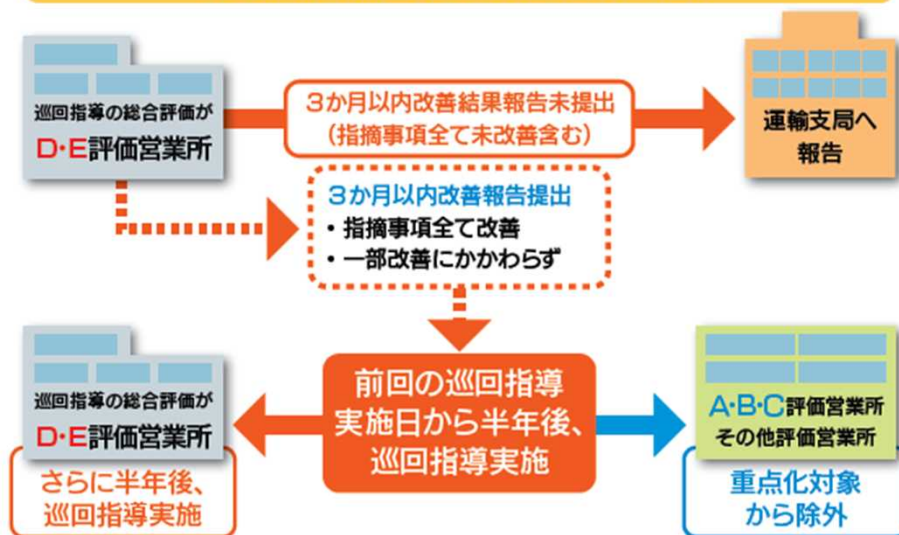 巡回指導の総合評価が
D・E評価営業所
3か月以内改善結果報告未提出
(指摘事項全て未改善含む)
運輸支局へ
報告
3か月以内改善報告提出
・指摘事項全て改善
・一部改善にかかわらず
巡回指導の総合評価が
D・E評価営業所
さらに半年後、
巡回指導実施
前回の巡回指導
実施日から半年後、
巡回指導実施
A・B・C評価営業所
その他評価営業所
重点化対象
から除外